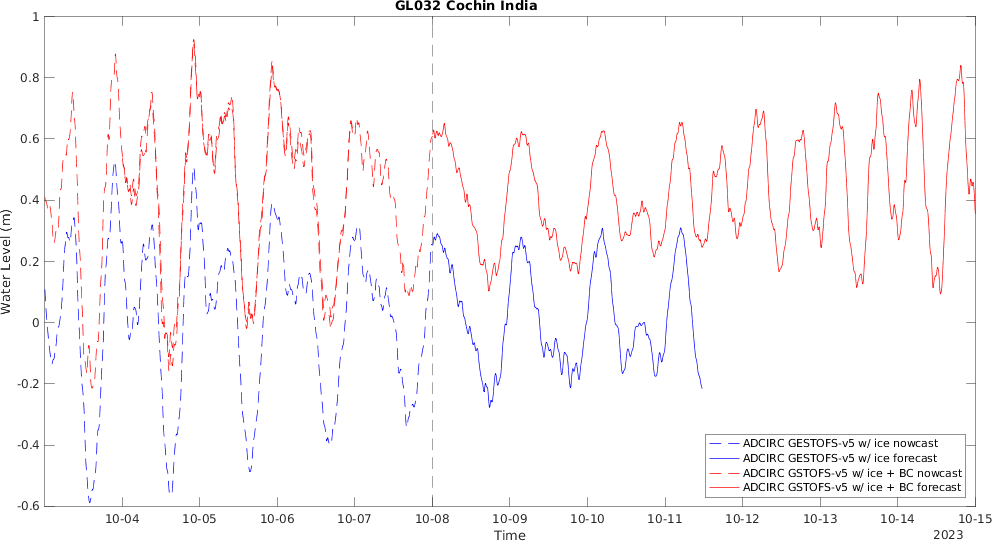 GL032 Cochin India
1
0.8
0.6
0.4
0.2
0
-0.2
-0.4
-0.6
Water Level (m)
ADCIRC GESTOFS-v5 w/ ice nowcast
ADCIRC GESTOFS-v5 w/ ice forecast
ADCIRC GSTOFS-v5 w/ ice + BC nowcast
ADCIRC GSTOFS-v5 w/ ice + BC forecast
10-04 10-05 10-06 10-07 10-08 10-09 10-10 10-11 10-12 10-13 10-14 10-15
Time
2023